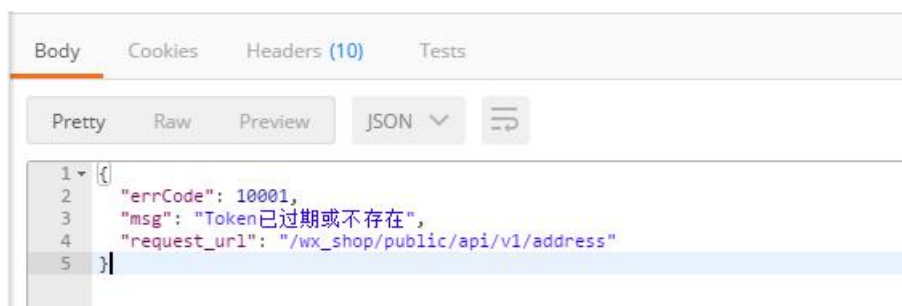 Body Cookies Headers (10) Tests
Pretty Raw Preview JSON
1 {
2 "errCode": 10001,
3 "msg": "Token已过期或不存在",
4 "request_url": "/wx_shop/public/api/v1/address"
5 }